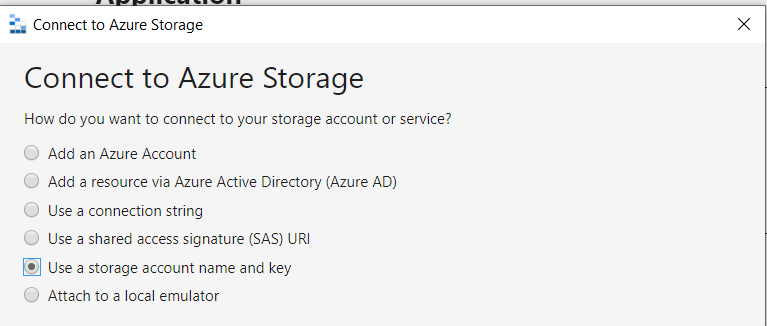 Application
Connect to Azure Storage
Connect to Azure Storage
How do you want to connect to your storage account or service?
Add an Azure Account
Add a resource via Azure Active Directory (Azure AD)
Use a connection string
Use a shared access signature (SAS) URI
Use a storage account name and key
Attach to a local emulator